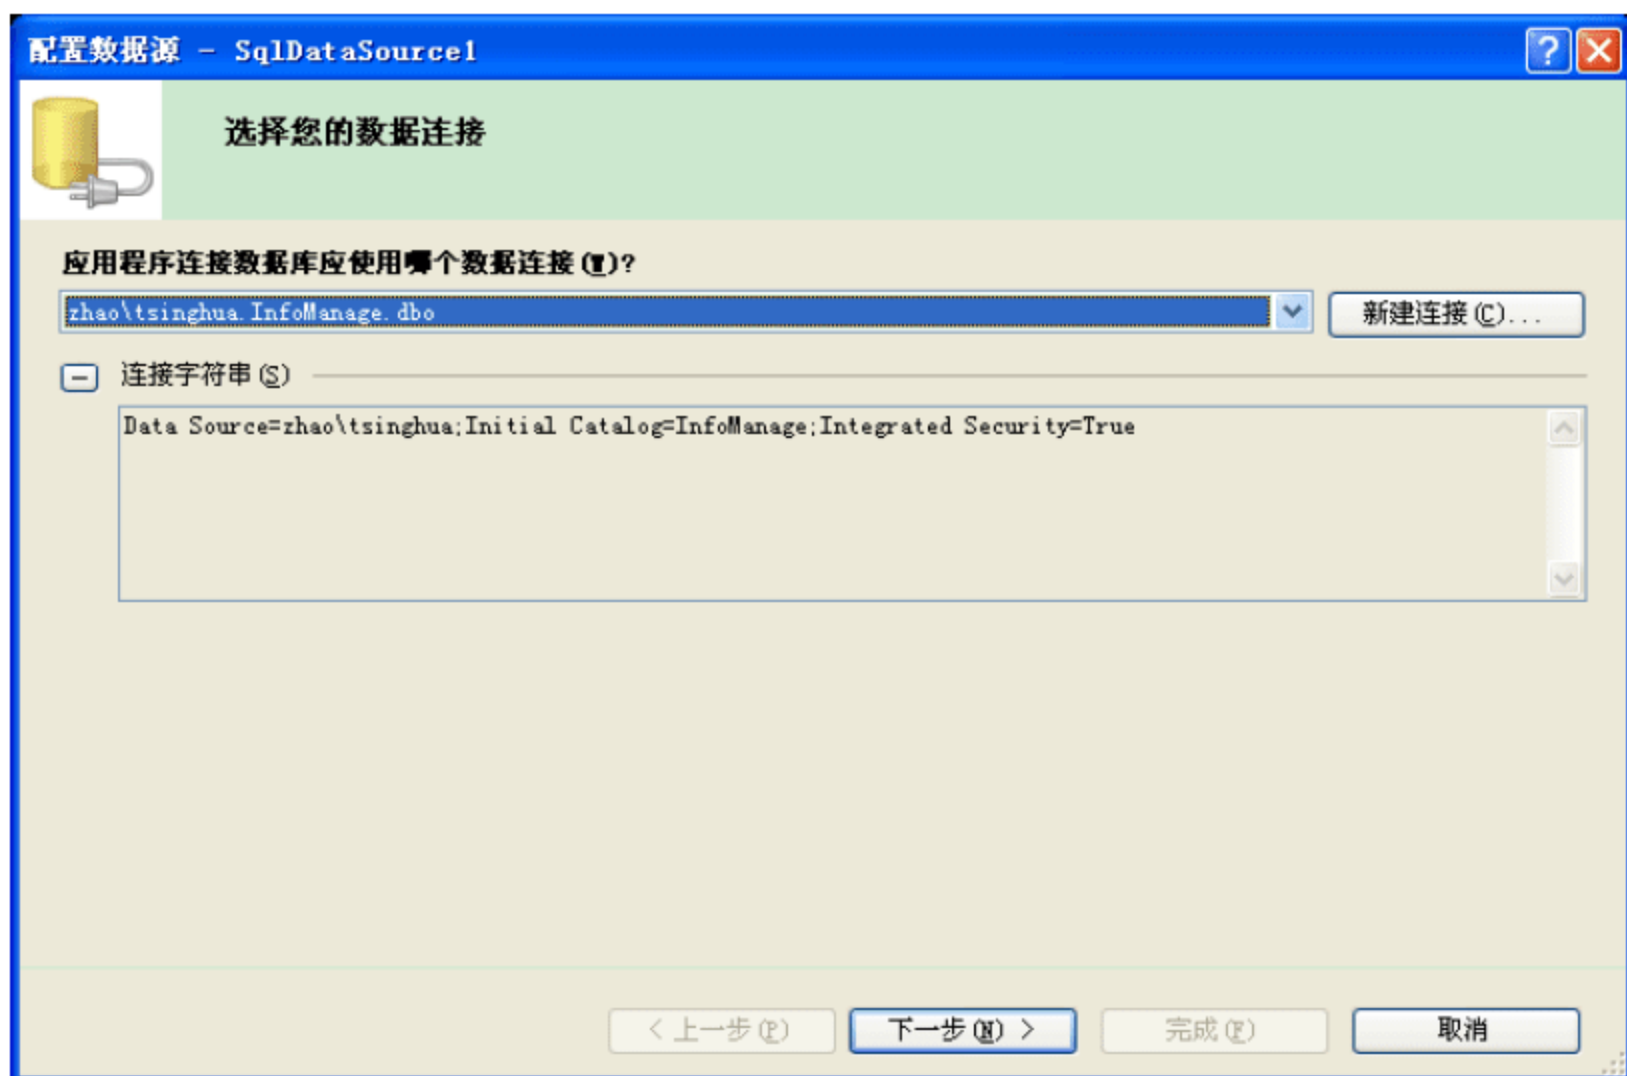 配置数据源 - SqlDataSource1
选择您的数据连接
应用程序连接数据库应使用哪个数据连接(W)?
zhao\tsinghua.InfoManage.dbo
新建连接(C)...
连接字符串(S)
Data Source=zhao\tsinghua;Initial Catalog=InfoManage;Integrated Security=True
< 上一步(P)
下一步(N) >
完成(F)
取消